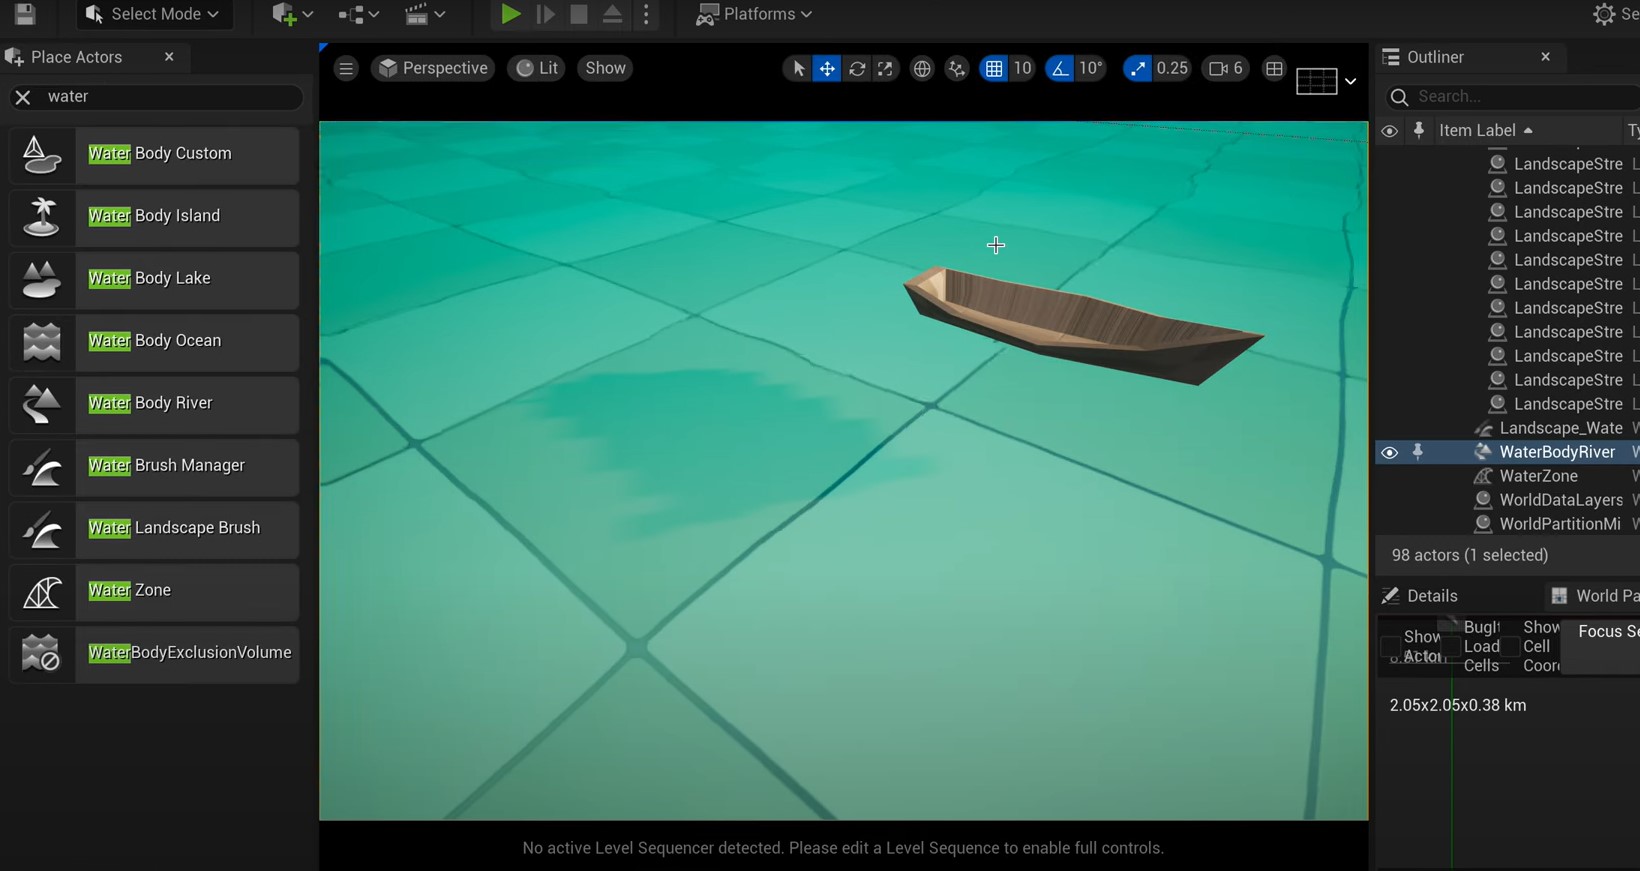 Select Mode
Platforms
Se
Place Actors
water
Water Body Custom
Water Body Island
Water Body Lake
Water Body Ocean
Water Body River
Water Brush Manager
Water Landscape Brush
Water Zone
WaterBodyExclusionVolume
Perspective
Lit
Show
10
10°
0.25
6
Outliner
Search...
Item Label
Ty
LandscapeStre L
LandscapeStre L
LandscapeStre L
LandscapeStre L
LandscapeStre L
LandscapeStre L
LandscapeStre L
LandscapeStre L
LandscapeStre L
LandscapeStre L
LandscapeStre L
Landscape_Wate W
WaterBodyRiver W
WaterZone W
WorldDataLayers W
WorldPartitionMi W
98 actors (1 selected)
Details
World Pa
Show
Actor
BugIt
Load
Cells
Show
Cell
Coor
Focus Se
2.05x2.05x0.38 km
No active Level Sequencer detected. Please edit a Level Sequence to enable full controls.